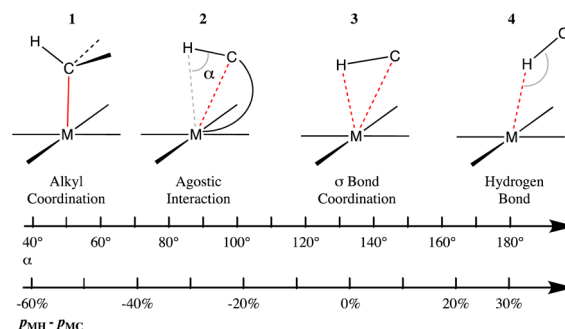 1 2 3 4
H C M
H C α M
H C M
H C M
Alkyl Coordination
Agostic Interaction
σ Bond Coordination
Hydrogen Bond
40° 60° 80° 100° 120° 140° 160° 180°
α
-60% -40% -20% 0% 20% 30%
pMH - pMC